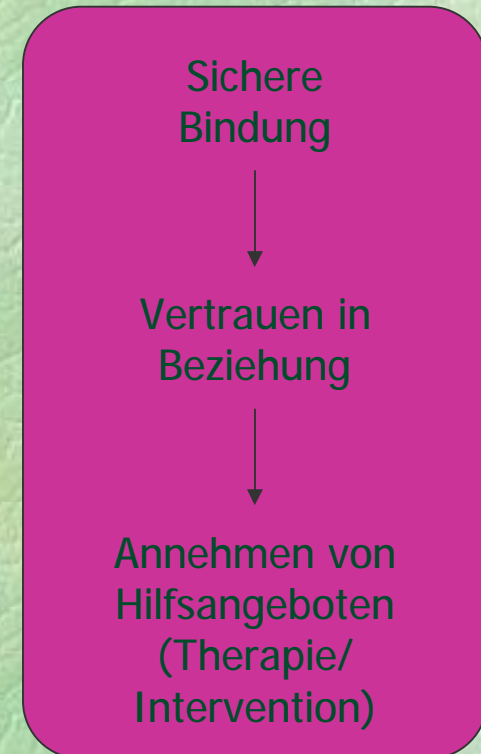 Sichere
Bindung
Vertrauen in
Beziehung
Annehmen von
Hilfsangeboten
(Therapie/
Intervention)